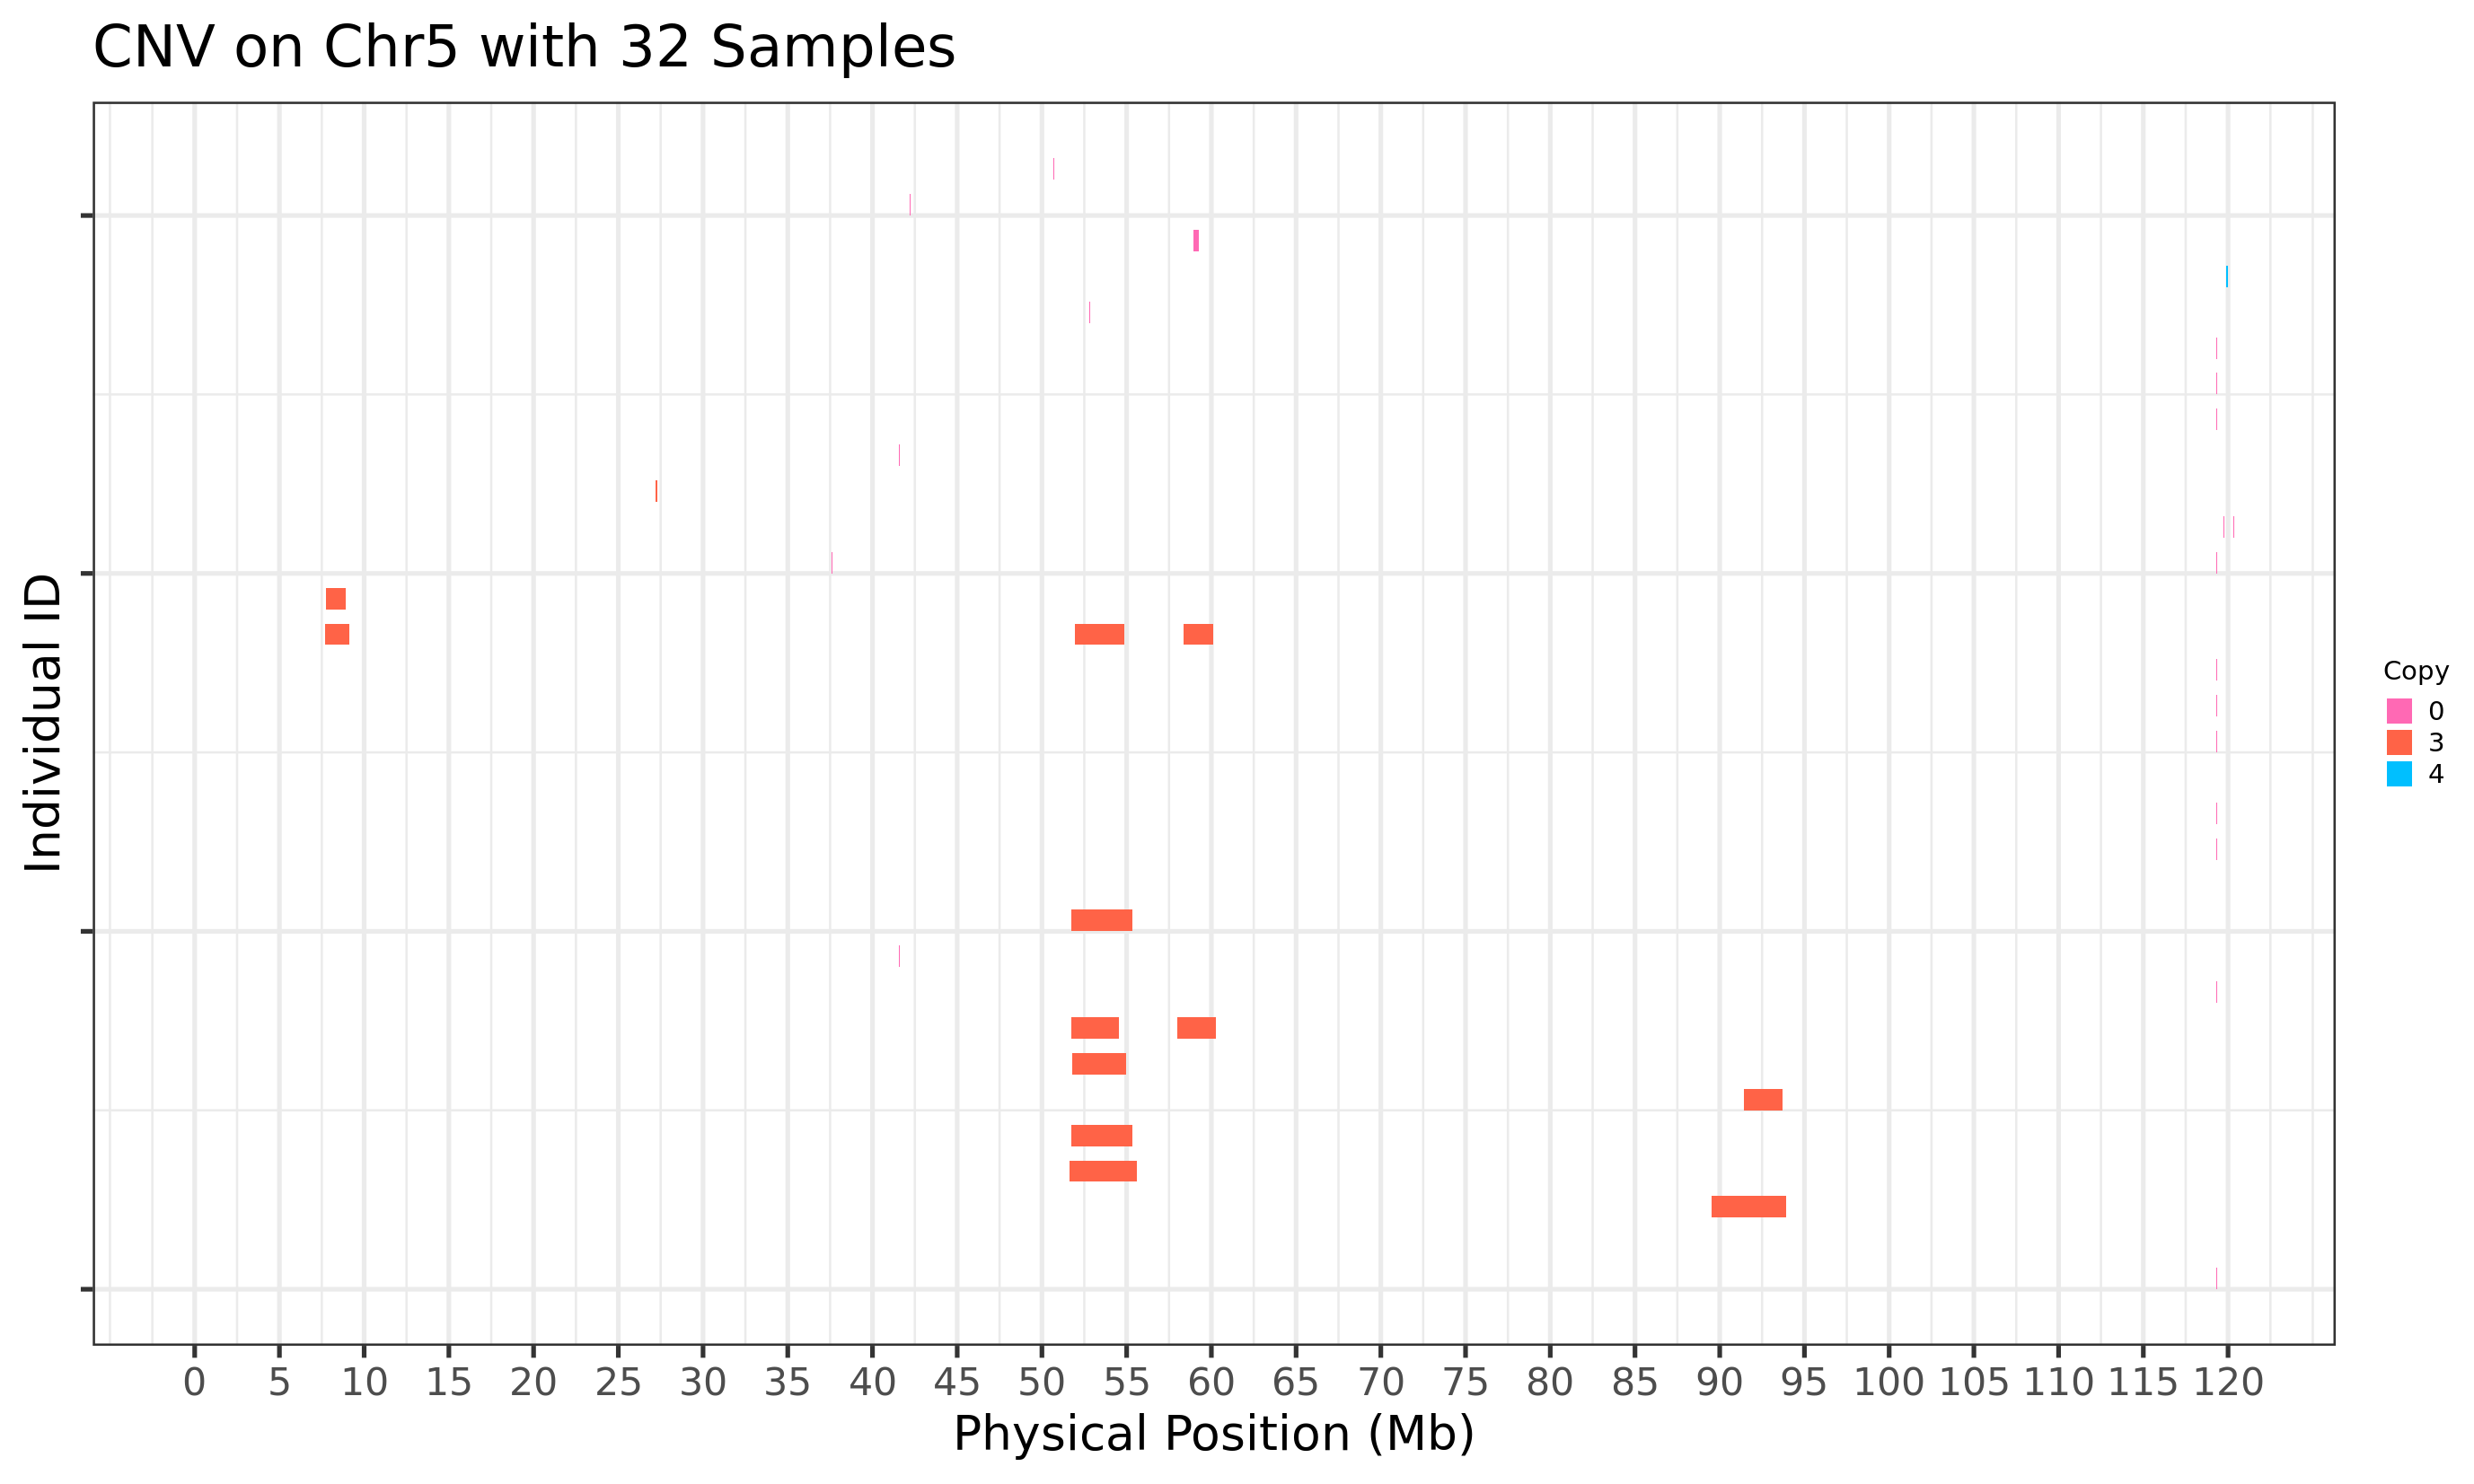 CNV on Chr5 with 32 Samples
Individual ID
Copy
0
3
4
0 5 10 15 20 25 30 35 40 45 50 55 60 65 70 75 80 85 90 95 100 105 110 115 120
Physical Position (Mb)